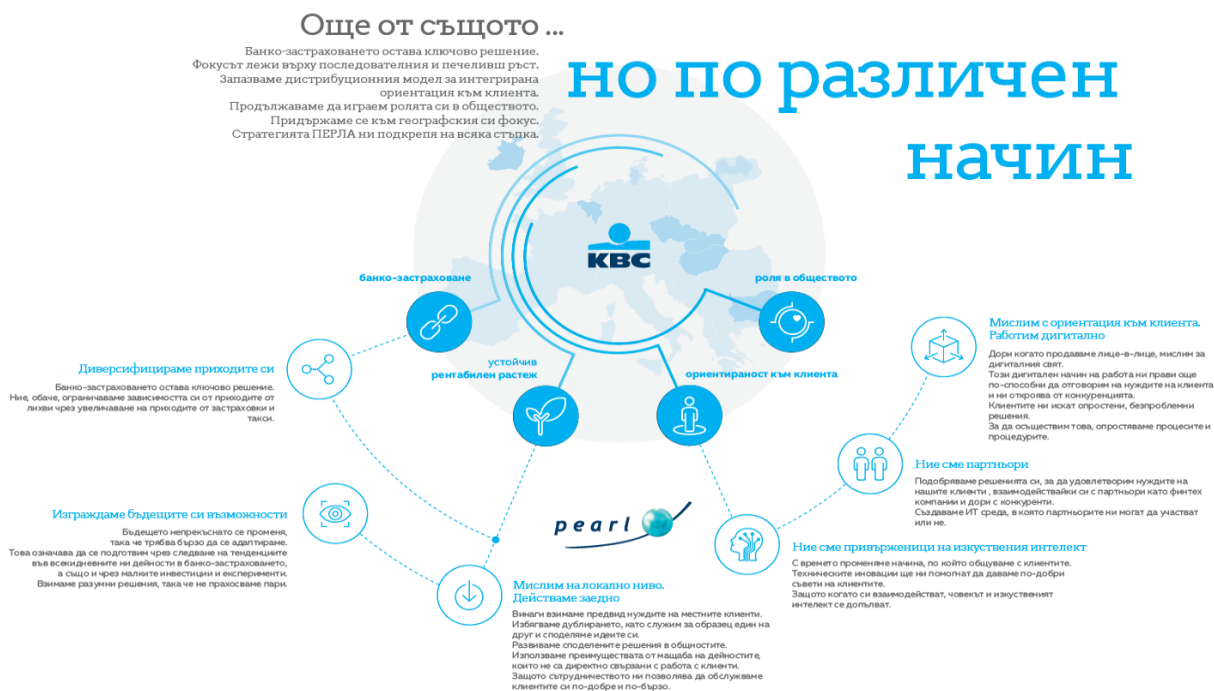 Още от същото ...
Банко-застраховането остава ключово решение.
Фокусът лежи върху последователния и печеливш ръст.
Запазваме дистрибуционния модел за интегрирана
ориентация към клиента.
Продължаваме да играем ролята си в обществото.
Придържаме се към географския си фокус.
Стратегията ПЕРЛА ни подкрепя на всяка стъпка.
но по различен
начин
KBC
банко-застраховане
роля в обществото
устойчив
рентабилен растеж
ориентираност към клиента
Диверсифицираме приходите си
Банко-застраховането остава ключово решение.
Ние, обаче, ограничаваме зависимостта си от приходите от
лихви чрез увеличаване на приходите от застраховки и
такси.
Изграждаме бъдещите си възможности
Бъдещето непрекъснато се променя,
така че трябва бързо да се адаптираме.
Това означава да се подготвим чрез следване на тенденциите
във всекидневните ни дейности в банко-застраховането,
а също и чрез малките инвестиции и експерименти.
Взимаме разумни решения, така че не прахосваме пари.
pearl
Мислим на локално ниво.
Действаме заедно
Винаги взимаме предвид нуждите на местните клиенти.
Избягваме дублирането, като служим за образец един на
друг и споделяме идеите си.
Развиваме споделените решения в общностите.
Използваме преимуществата от мащаба на дейностите,
които не са директно свързани с работа с клиенти.
Защото сътрудничеството ни позволява да обслужваме
клиентите си по-добре и по-бързо.
Мислим с ориентация към клиента.
Работим дигитално
Дори когато продаваме лице-в-лице, мислим за
дигиталния свят.
Този дигитален начин на работа ни прави още
по-способни да отговорим на нуждите на клиента
и ни откроява от конкуренцията.
Клиентите ни искат опростени, безпроблемни
решения.
За да осъществим това, опростяваме процесите и
процедурите.
Ние сме партньори
Подобряваме решенията си, за да удовлетворим нуждите на
нашите клиенти , взаимодействайки си с партньори като финтех
компании и дори с конкуренти.
Създаваме ИТ среда, в която партньорите ни могат да участват
или не.
Ние сме привърженици на изкуствения интелект
С времето променяме начина, по който общуваме с клиентите.
Техническите иновации ще ни помогнат да даваме по-добри
съвети на клиентите.
Защото когато си взаимодействат, човекът и изкуственият
интелект се допълват.